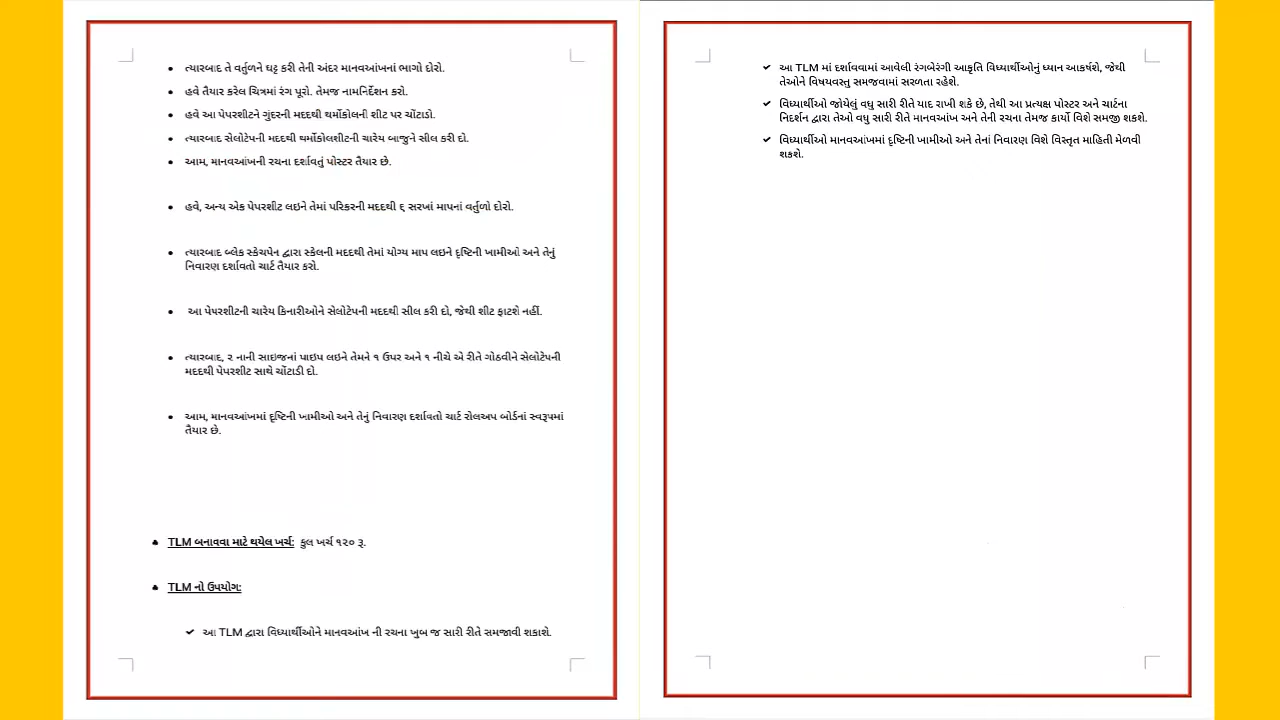 ત્યારબાદ તે વર્તુળને ઘટ્ટ કરી તેની અંદર માનવઆંખનાં ભાગો દોરો.
હવે તૈયાર કરેલ ચિત્રમાં રંગ પૂરો. તેમજ નામનિર્દેશન કરો.
હવે આ પેપરશીટને ગુંદરની મદદથી થર્મોકોલની શીટ પર ચોંટાડો.
ત્યારબાદ સેલોટેપની મદદથી થર્મોકોલશીટની ચારેય બાજુને સીલ કરી દો.
આમ, માનવઆંખની રચના દર્શાવતું પોસ્ટર તૈયાર છે.
હવે, અન્ય એક પેપરશીટ લઇને તેમાં પરિકરની મદદથી ૬ સરખાં માપનાં વર્તુળો દોરો.
ત્યારબાદ બ્લેક સ્કેચપેન દ્વારા સ્કેલની મદદથી તેમાં યોગ્ય માપ લઇને દૃષ્ટિની ખામીઓ અને તેનું
નિવારણ દર્શાવતો ચાર્ટ તૈયાર કરો.
આ પેપરશીટની ચારેય કિનારીઓને સેલોટેપની મદદથી સીલ કરી દો, જેથી શીટ ફાટશે નહીં.
ત્યારબાદ, ૨ નાની સાઇજનાં પાઇપ લઇને તેમને ૧ ઉપર અને ૧ નીચે એ રીતે ગોઠવીને સેલોટેપની
મદદથી પેપરશીટ સાથે ચોંટાડી દો.
આમ, માનવઆંખમાં દૃષ્ટિની ખામીઓ અને તેનું નિવારણ દર્શાવતો ચાર્ટ રોલઅપ બોર્ડનાં સ્વરૂપમાં
તૈયાર છે.
TLM બનાવવા માટે થયેલ ખર્ચ: કુલ ખર્ચ ૧૨૦ રૂ.
TLM નો ઉપયોગ:
આ TLM દ્વારા વિધ્યાર્થીઓને માનવઆંખ ની રચના ખુબ જ સારી રીતે સમજાવી શકાશે.
આ TLM માં દર્શાવવામાં આવેલી રંગબેરંગી આકૃતિ વિધ્યાર્થીઓનું ધ્યાન આકર્ષશે, જેથી
તેઓને વિષયવસ્તુ સમજવામાં સરળતા રહેશે.
વિધ્યાર્થીઓ જોયેલું વધુ સારી રીતે યાદ રાખી શકે છે, તેથી આ પ્રત્યક્ષ પોસ્ટર અને ચાર્ટના
નિદર્શન દ્વારા તેઓ વધુ સારી રીતે માનવઆંખ અને તેની રચના તેમજ કાર્યો વિશે સમજી શકશે.
વિધ્યાર્થીઓ માનવઆંખમાં દૃષ્ટિની ખામીઓ અને તેનાં નિવારણ વિશે વિસ્તૃત માહિતી મેળવી
શકશે.